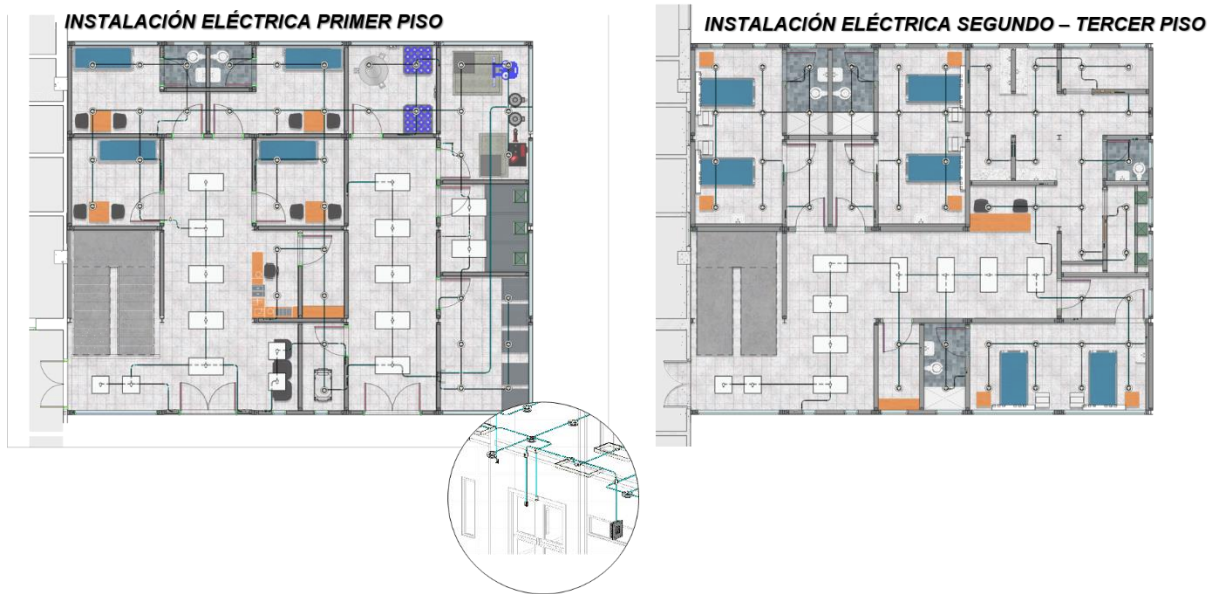 INSTALACIÓN ELÉCTRICA PRIMER PISO
INSTALACIÓN ELÉCTRICA SEGUNDO – TERCER PISO